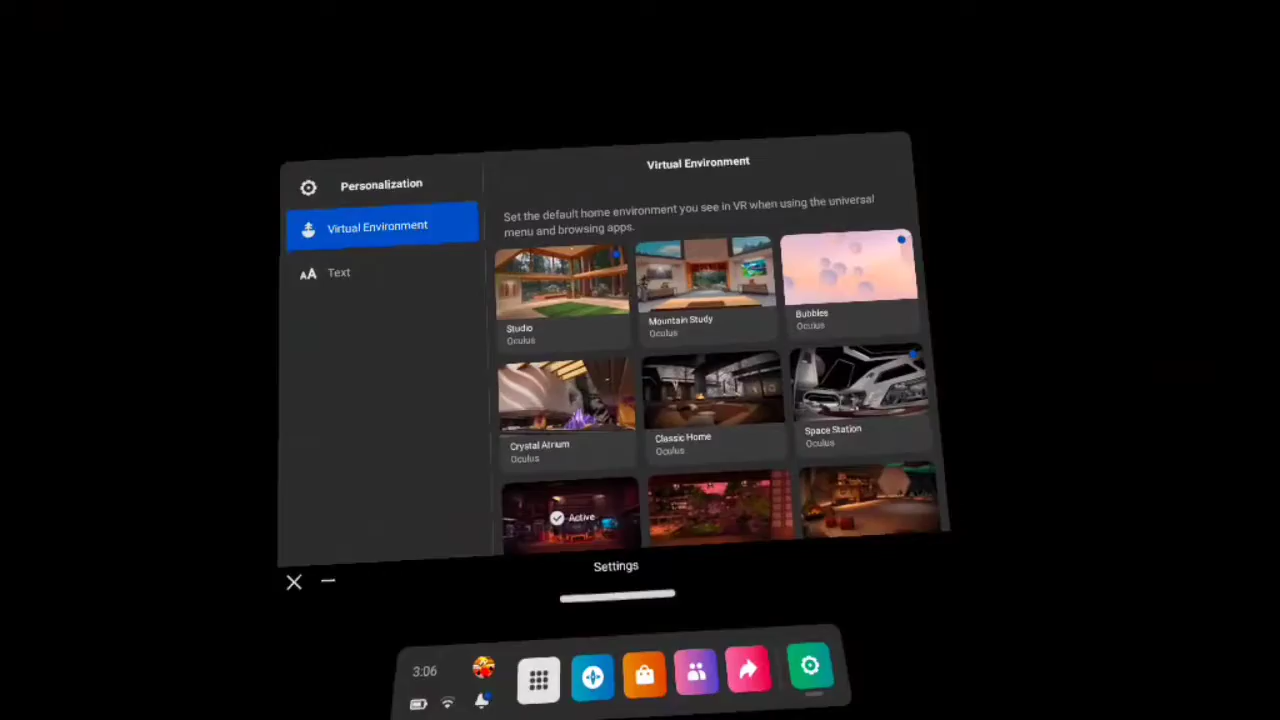 Personalization
Virtual Environment
Text
Virtual Environment
Set the default home environment you see in VR when using the universal
menu and browsing apps.
Studio
Oculus
Mountain Study
Oculus
Bubbles
Oculus
Crystal Atrium
Oculus
Classic Home
Oculus
Space Station
Oculus
Active
Settings
3:06